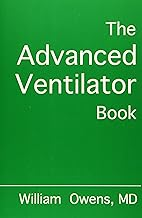 The
Advanced
Ventilator
Book
William Owens, MD